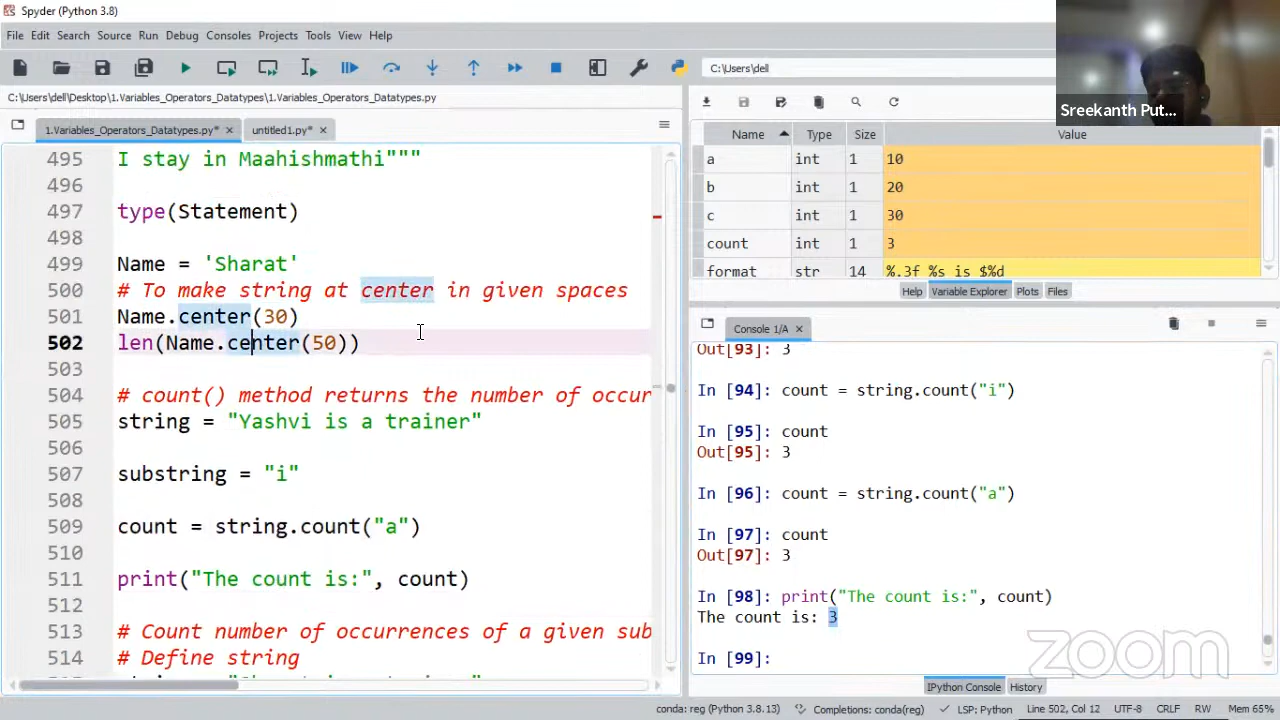 Spyder (Python 3.8)
File Edit Search Source Run Debug Consoles Projects Tools View Help
C:\Users\dell
C:\Users\dell\Desktop\1.Variables_Operators_Datatypes\1.Variables_Operators_Datatypes.py
Sreekanth Put...
1.Variables_Operators_Datatypes.py* untitled1.py*
495 I stay in Maahishmathi"""
496
497 type(Statement)
498
499 Name = 'Sharat'
500 # To make string at center in given spaces
501 Name.center(30)
502 len(Name.center(50))
503
504 # count() method returns the number of occur
505 string = "Yashvi is a trainer"
506
507 substring = "i"
508
509 count = string.count("a")
510
511 print("The count is:", count)
512
513 # Count number of occurrences of a given sub
514 # Define string
Name Type Size Value
a int 1 10
b int 1 20
c int 1 30
count int 1 3
format str 14 %.3f %s is $%d
Help Variable Explorer Plots Files
Console 1/A
Out[93]: 3
In [94]: count = string.count("i")
In [95]: count
Out[95]: 3
In [96]: count = string.count("a")
In [97]: count
Out[97]: 3
In [98]: print("The count is:", count)
The count is: 3
In [99]:
zoom
IPython Console History
conda: reg (Python 3.8.13) Completions: conda(reg) LSP: Python Line 502, Col 12 UTF-8 CRLF RW Mem 65%